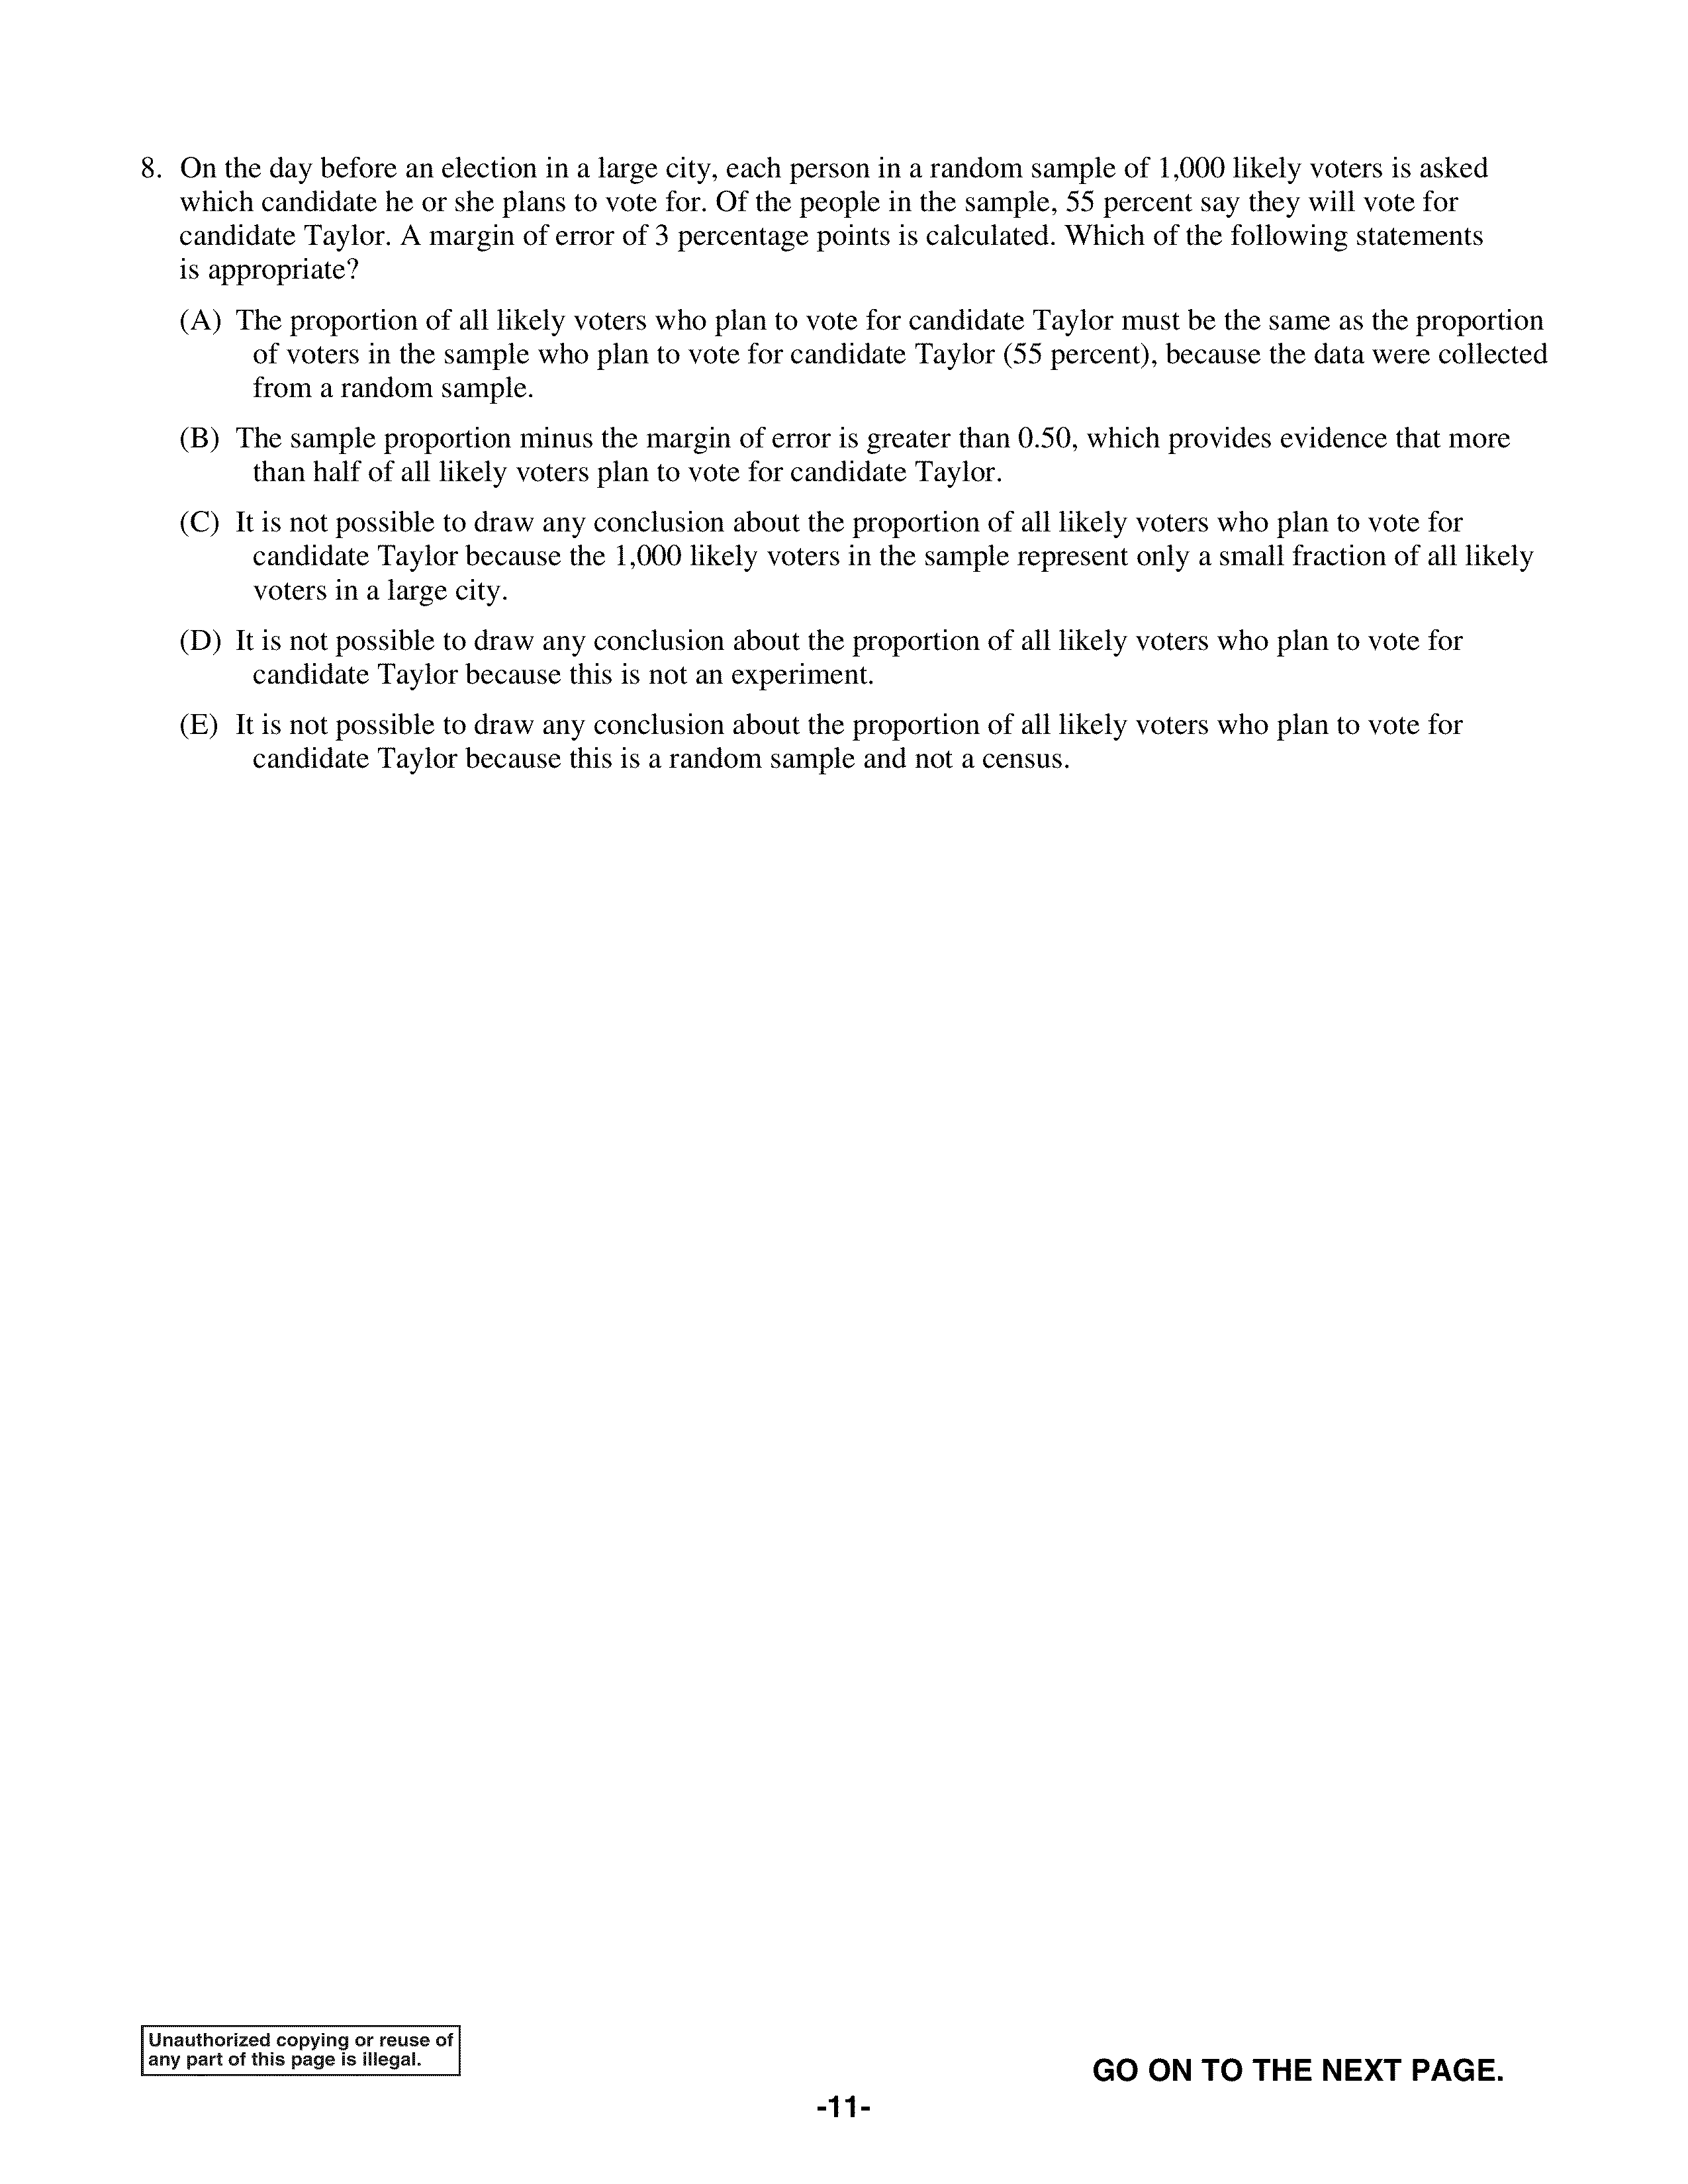 8. On the day before an election in a large city, each person in a random sample of 1,000 likely voters is asked
which candidate he or she plans to vote for. Of the people in the sample, 55 percent say they will vote for
candidate Taylor. A margin of error of 3 percentage points is calculated. Which of the following statements
is appropriate?
(A) The proportion of all likely voters who plan to vote for candidate Taylor must be the same as the proportion
of voters in the sample who plan to vote for candidate Taylor (55 percent), because the data were collected
from a random sample.
(B) The sample proportion minus the margin of error is greater than 0.50, which provides evidence that more
than half of all likely voters plan to vote for candidate Taylor.
(C) It is not possible to draw any conclusion about the proportion of all likely voters who plan to vote for
candidate Taylor because the 1,000 likely voters in the sample represent only a small fraction of all likely
voters in a large city.
(D) It is not possible to draw any conclusion about the proportion of all likely voters who plan to vote for
candidate Taylor because this is not an experiment.
(E) It is not possible to draw any conclusion about the proportion of all likely voters who plan to vote for
candidate Taylor because this is a random sample and not a census.
Unauthorized copying or reuse of
any part of this page is illegal.
GO ON TO THE NEXT PAGE.
-11-